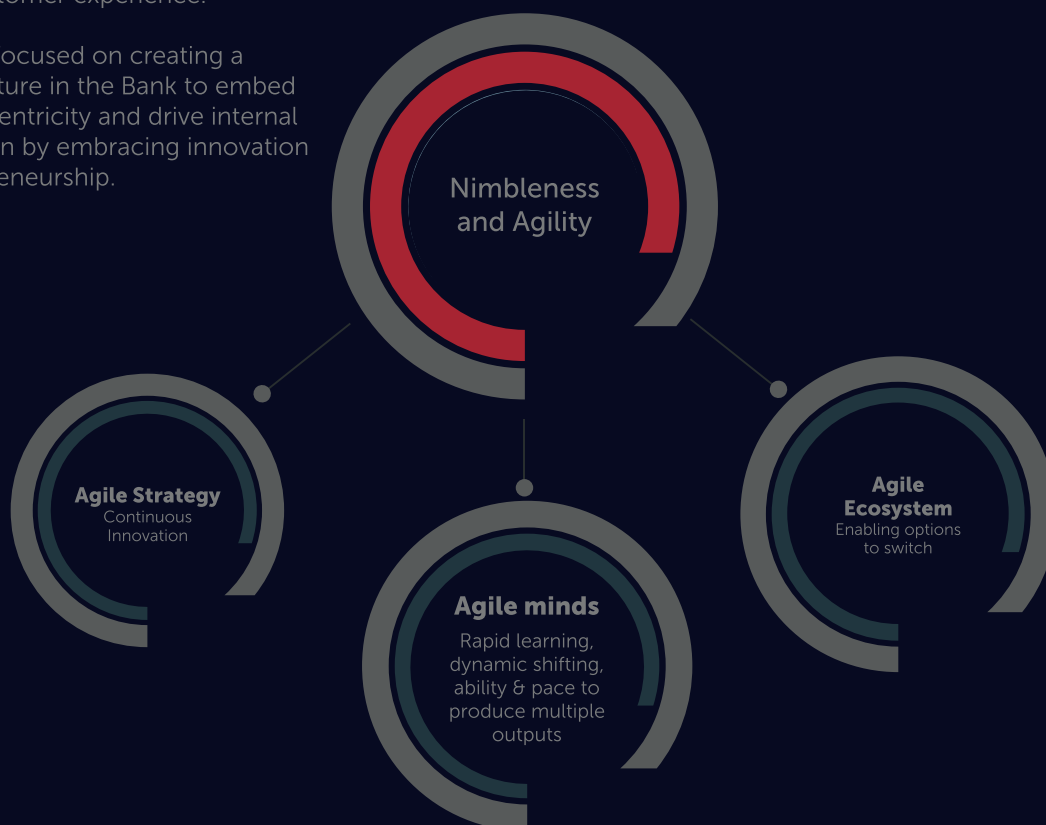 tomer experience.
ocused on creating a
ture in the Bank to embed
entricity and drive internal
n by embracing innovation
eneurship.
Nimbleness
and Agility
Agile Strategy
Continuous
Innovation
Agile minds
Rapid learning,
dynamic shifting,
ability & pace to
produce multiple
outputs
Agile
Ecosystem
Enabling options
to switch